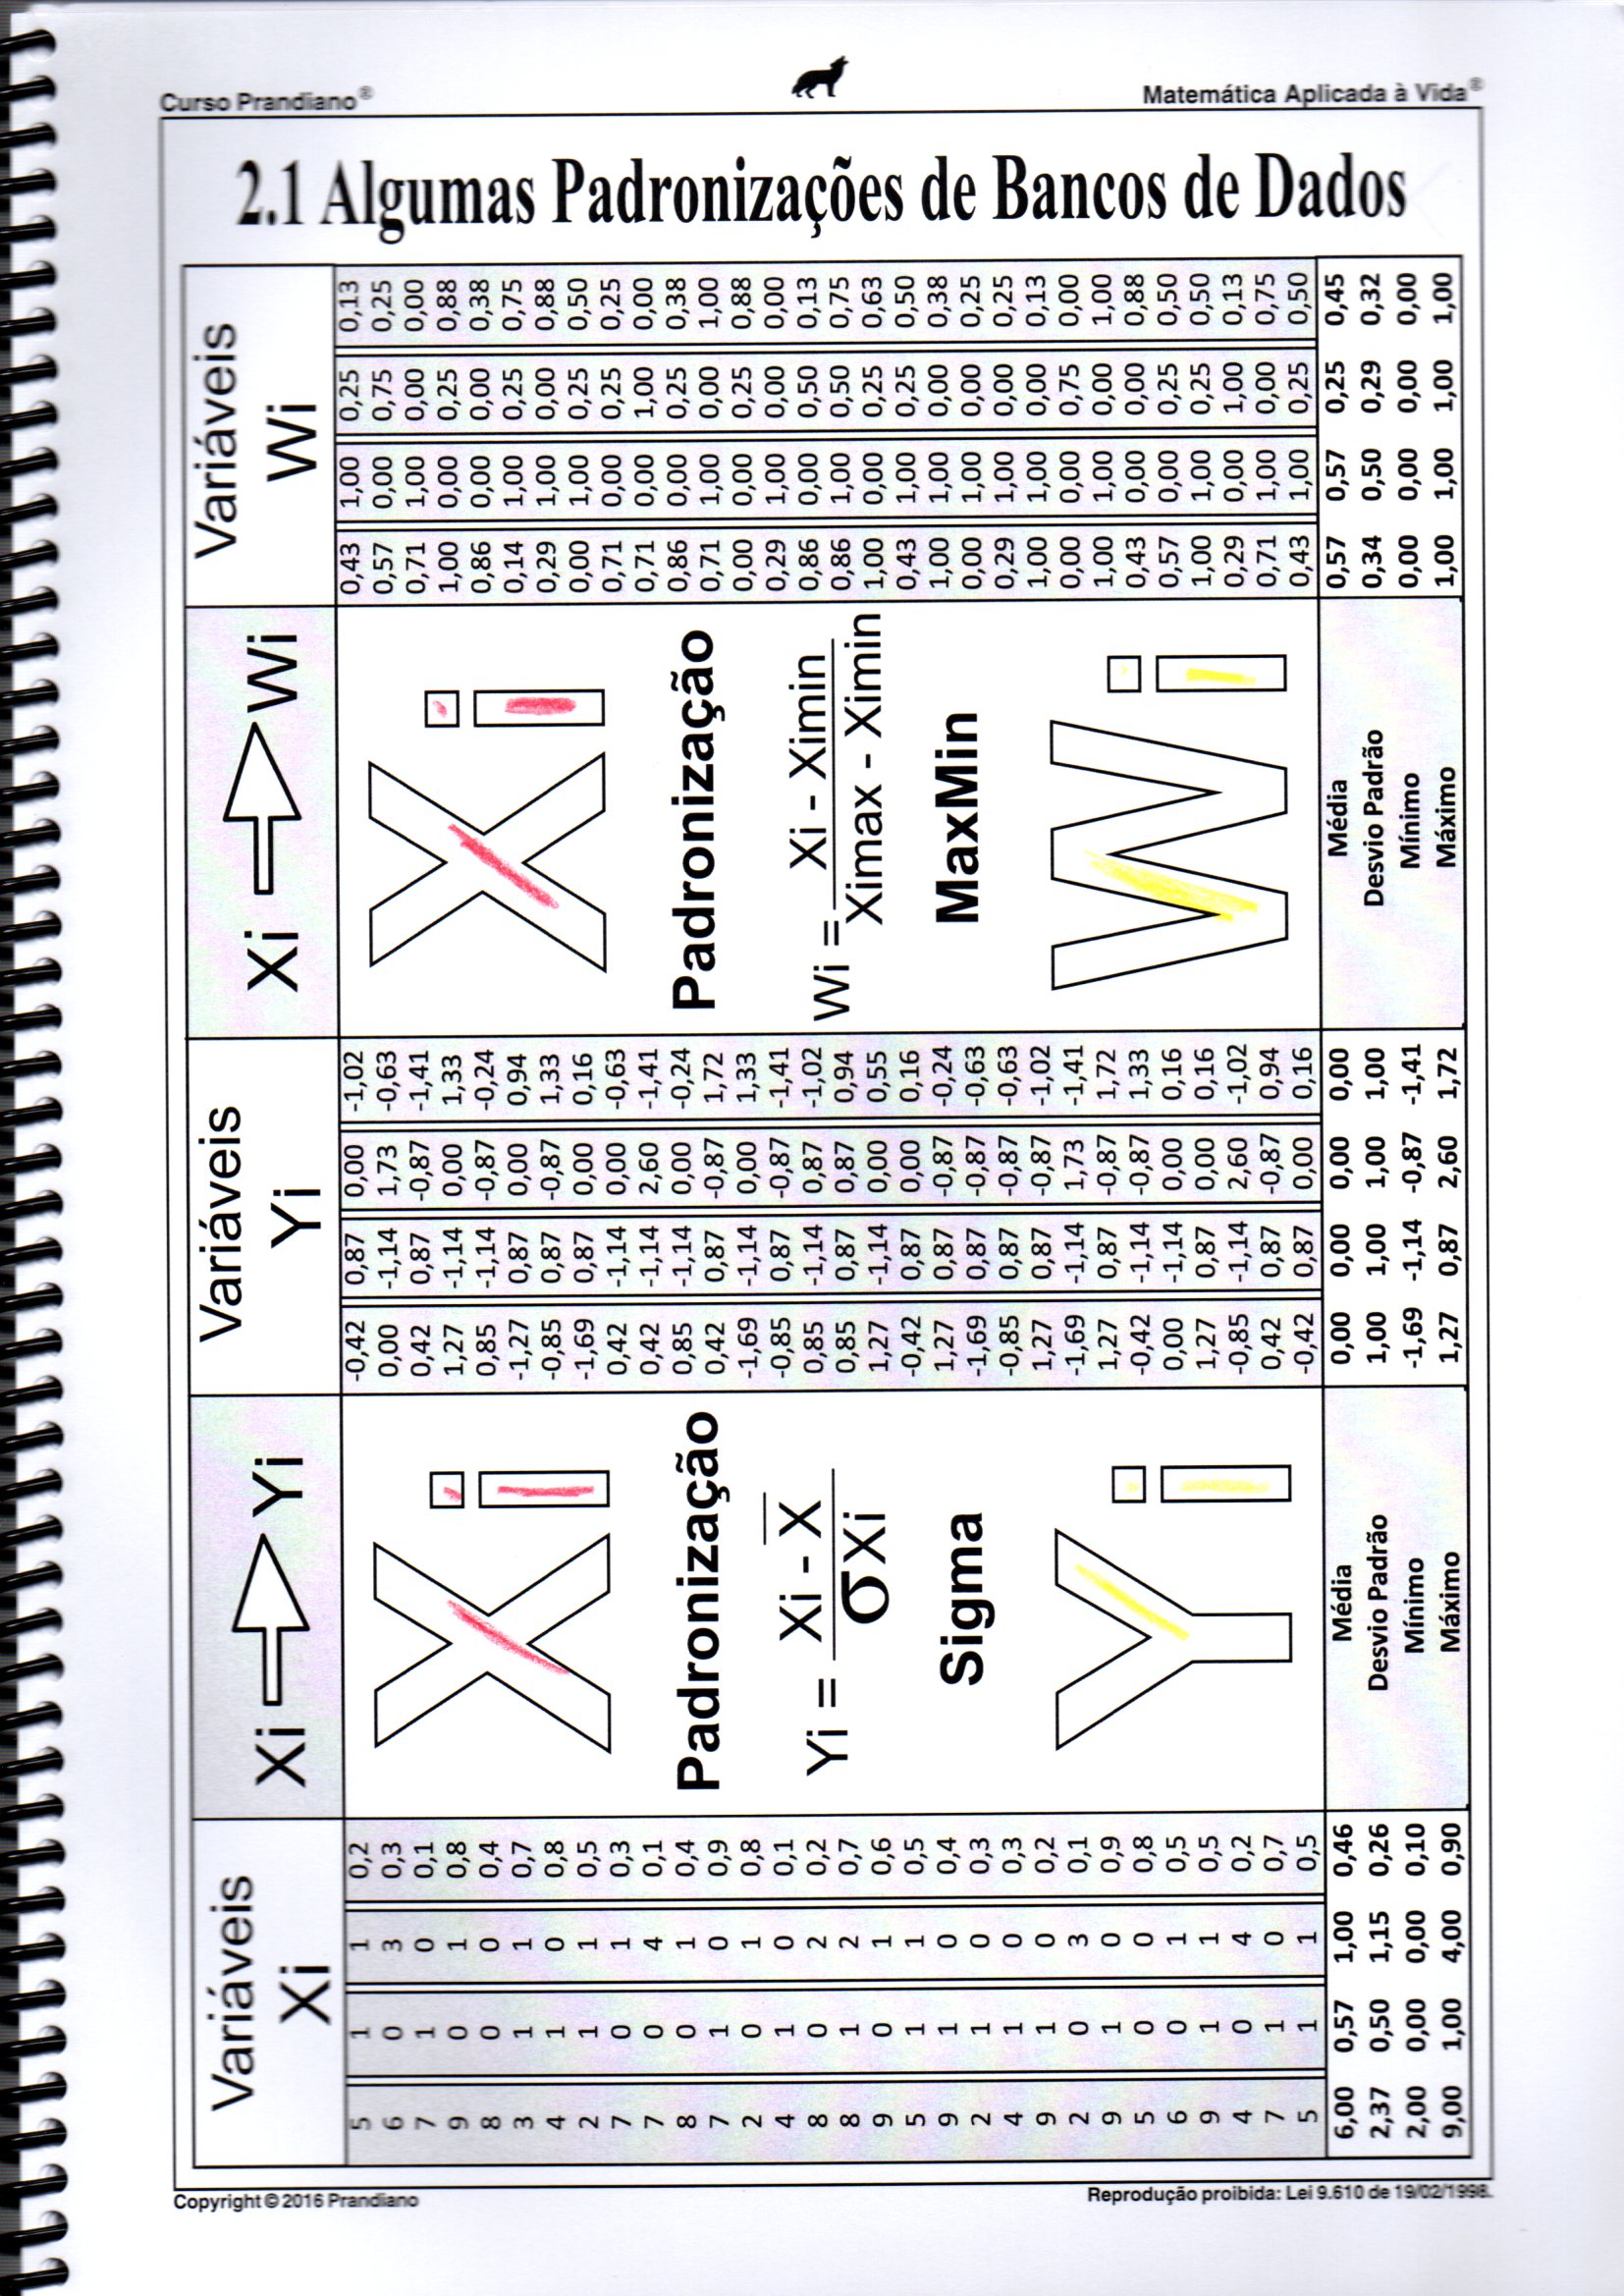 Curso Prandiano®
Matemática Aplicada à Vida®
2.1 Algumas Padronizações de Bancos de Dados
Variáveis Xi
Xi Yi
Variáveis Yi
Xi Wi
Variáveis Wi
5 1 1 0,2 -0,42 0,87 0,00 -1,02 0,43 1,00 0,25 0,13
6 0 3 0,3 0,00 -1,14 1,73 -0,63 0,57 0,00 0,75 0,25
7 1 0 0,1 0,42 0,87 -0,87 -1,41 0,71 1,00 0,00 0,00
9 0 1 0,8 1,27 -1,14 0,00 1,33 1,00 0,00 0,25 0,88
8 0 0 0,4 0,85 -1,14 -0,87 -0,24 0,86 0,00 0,00 0,38
3 1 1 0,7 -1,27 0,87 0,00 0,94 0,14 1,00 0,25 0,75
4 1 0 0,8 -0,85 0,87 -0,87 1,33 0,29 1,00 0,00 0,88
2 1 1 0,5 -1,69 0,87 0,00 0,16 0,00 1,00 0,25 0,50
7 0 1 0,3 0,42 -1,14 0,00 -0,63 0,71 0,00 0,25 0,25
7 0 4 0,1 0,42 -1,14 2,60 -1,41 0,71 0,00 1,00 0,00
8 0 1 0,4 0,85 -1,14 0,00 -0,24 0,86 0,00 0,25 0,38
7 1 0 0,9 0,42 0,87 -0,87 1,72 0,71 1,00 0,00 1,00
2 0 1 0,8 -1,69 -1,14 0,00 1,33 0,00 0,00 0,25 0,88
4 1 0 0,1 -0,85 0,87 -0,87 -1,41 0,29 1,00 0,00 0,00
8 0 2 0,2 0,85 -1,14 0,87 -1,02 0,86 0,00 0,50 0,13
8 1 2 0,7 0,85 0,87 0,87 0,94 0,86 1,00 0,50 0,75
9 0 1 0,6 1,27 -1,14 0,00 0,55 1,00 0,00 0,25 0,63
5 1 1 0,5 -0,42 0,87 0,00 0,16 0,43 1,00 0,25 0,50
9 1 0 0,4 1,27 0,87 -0,87 -0,24 1,00 1,00 0,00 0,38
2 1 0 0,3 -1,69 0,87 -0,87 -0,63 0,00 1,00 0,00 0,25
4 1 0 0,3 -0,85 0,87 -0,87 -0,63 0,29 1,00 0,00 0,25
9 1 0 0,2 1,27 0,87 -0,87 -1,02 1,00 1,00 0,00 0,13
2 0 3 0,1 -1,69 -1,14 1,73 -1,41 0,00 0,00 0,75 0,00
9 1 0 0,9 1,27 0,87 -0,87 1,72 1,00 1,00 0,00 1,00
5 0 0 0,8 -0,42 -1,14 -0,87 1,33 0,43 0,00 0,00 0,88
6 0 1 0,5 0,00 -1,14 0,00 0,16 0,57 0,00 0,25 0,50
9 1 1 0,5 1,27 0,87 0,00 0,16 1,00 1,00 0,25 0,50
4 0 4 0,2 -0,85 -1,14 2,60 -1,02 0,29 0,00 1,00 0,13
7 1 0 0,7 0,42 0,87 -0,87 0,94 0,71 1,00 0,00 0,75
5 1 1 0,5 -0,42 0,87 0,00 0,16 0,43 1,00 0,25 0,50
Xi
Padronização
Yi = Xi - X
σXi
Sigma
Yi
Xi
Padronização
Wi = Xi - Ximin
Ximax - Ximin
MaxMin
Wi
6,00 0,57 1,00 0,46 Média 0,00 0,00 0,00 0,00 Média 0,57 0,57 0,25 0,45
2,37 0,50 1,15 0,26 Desvio Padrão 1,00 1,00 1,00 1,00 Desvio Padrão 0,34 0,50 0,29 0,32
2,00 0,00 0,00 0,10 Mínimo -1,69 -1,14 -0,87 -1,41 Mínimo 0,00 0,00 0,00 0,00
9,00 1,00 4,00 0,90 Máximo 1,27 0,87 2,60 1,72 Máximo 1,00 1,00 1,00 1,00
Copyright © 2016 Prandiano
Reprodução proibida: Lei 9.610 de 19/02/1998.